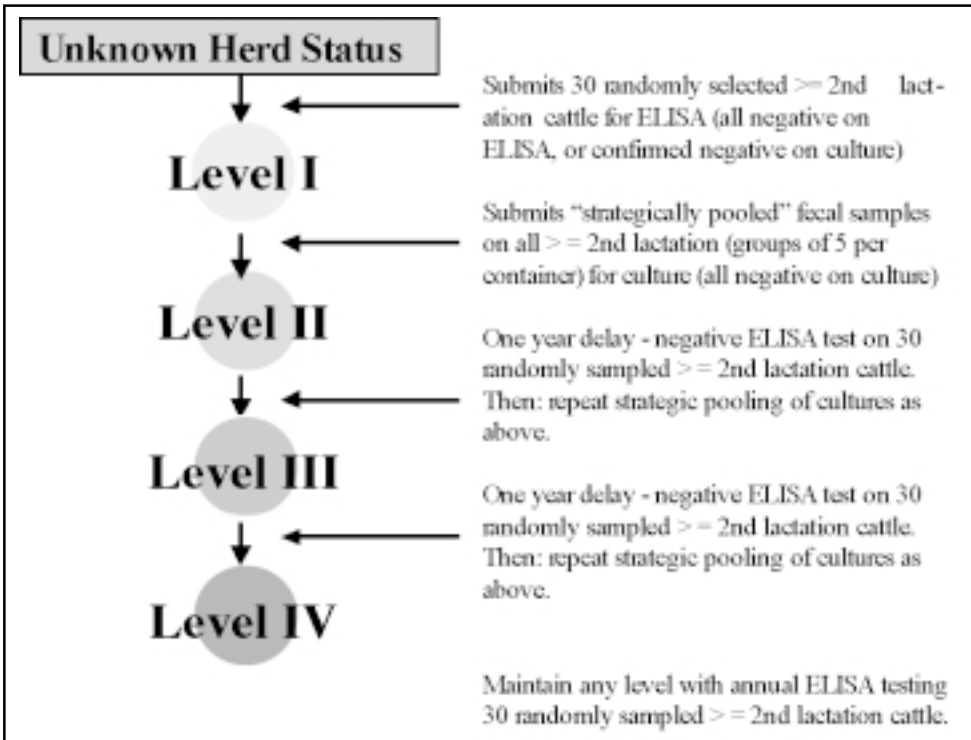 Unknown Herd Status
Submits 30 randomly selected >= 2nd lact-
ation cattle for ELISA (all negative on
ELISA, or confirmed negative on culture)
Level I
Submits “strategically pooled” fecal samples
on all > = 2nd lactation (groups of 5 per
container) for culture (all negative on culture)
Level II
One year delay - negative ELISA test on 30
randomly sampled > = 2nd lactation cattle.
Then: repeat strategic pooling of cultures as
above.
Level III
One year delay - negative ELISA test on 30
randomly sampled > = 2nd lactation cattle.
Then: repeat strategic pooling of cultures as
above.
Level IV
Maintain any level with annual ELISA testing
30 randomly sampled > = 2nd lactation cattle.